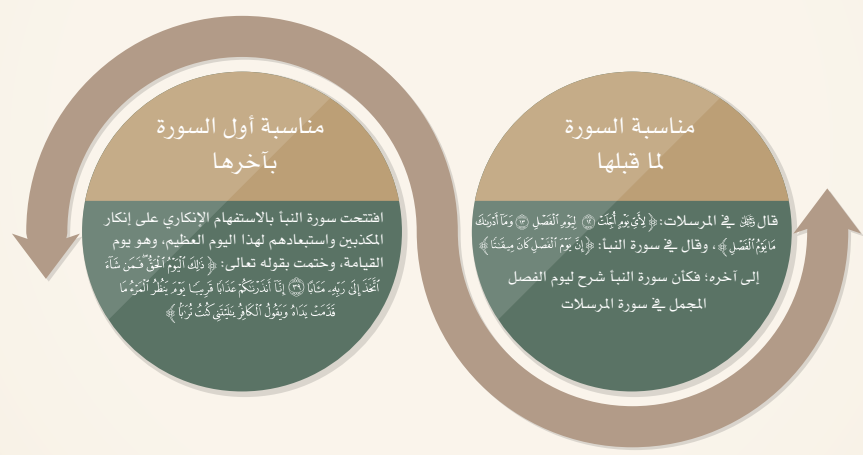 مناسبة السورة
لما قبلها
قال ﷻ في المرسلات: ﴿لِأَيِّ يَوْمٍ أُجِّلَتْ ۝١٢ لِيَوْمِ ٱلْفَصْلِ ۝١٣ وَمَآ أَدْرَىٰكَ
مَا يَوْمُ ٱلْفَصْلِ﴾، وقال في سورة النبأ: ﴿إِنَّ يَوْمَ ٱلْفَصْلِ كَانَ مِيقَـٰتًا﴾
إلى آخره؛ فكأن سورة النبأ شرح ليوم الفصل
المجمل في سورة المرسلات
مناسبة أول السورة
بآخرها
افتتحت سورة النبأ بالاستفهام الإنكاري على إنكار
المكذبين واستبعادهم لهذا اليوم العظيم، وهو يوم
القيامة، وختمت بقوله تعالى: ﴿ذَٰلِكَ ٱلْيَوْمُ ٱلْحَقُّ ۖ فَمَن شَآءَ
ٱتَّخَذَ إِلَىٰ رَبِّهِۦ مَـَٔابًا ۝٣٩ إِنَّآ أَنذَرْنَـٰكُمْ عَذَابًا قَرِيبًا يَوْمَ يَنظُرُ ٱلْمَرْءُ مَا
قَدَّمَتْ يَدَاهُ وَيَقُولُ ٱلْكَافِرُ يَـٰلَيْتَنِى كُنتُ تُرَٰبًا﴾